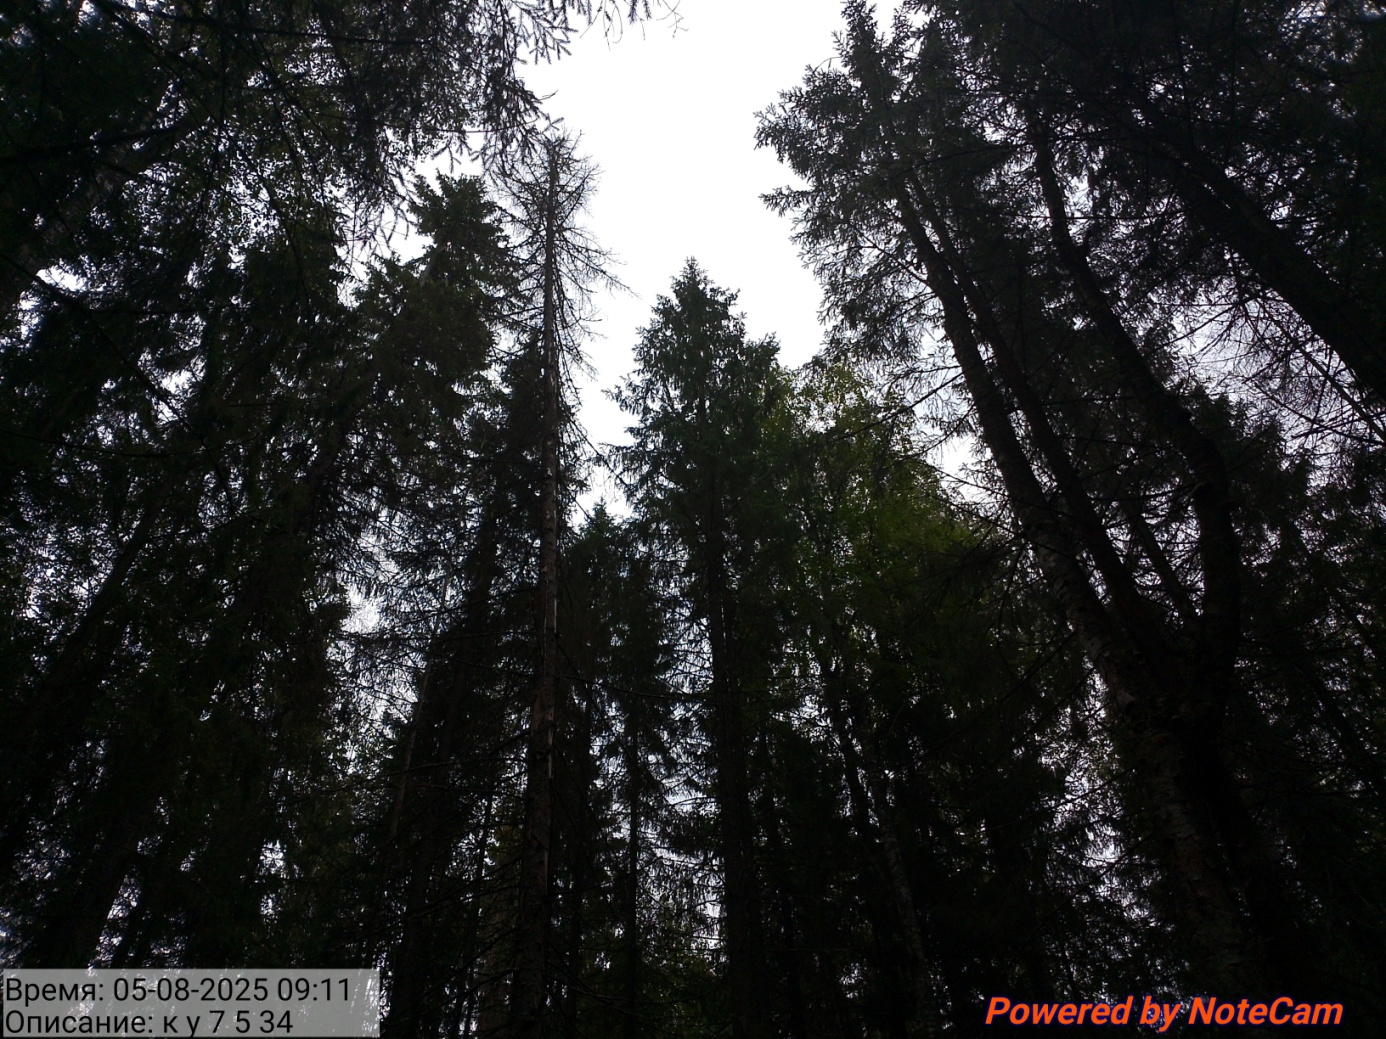 Время: 05-08-2025 09:11
Описание: к у 7 5 34
Powered by NoteCam